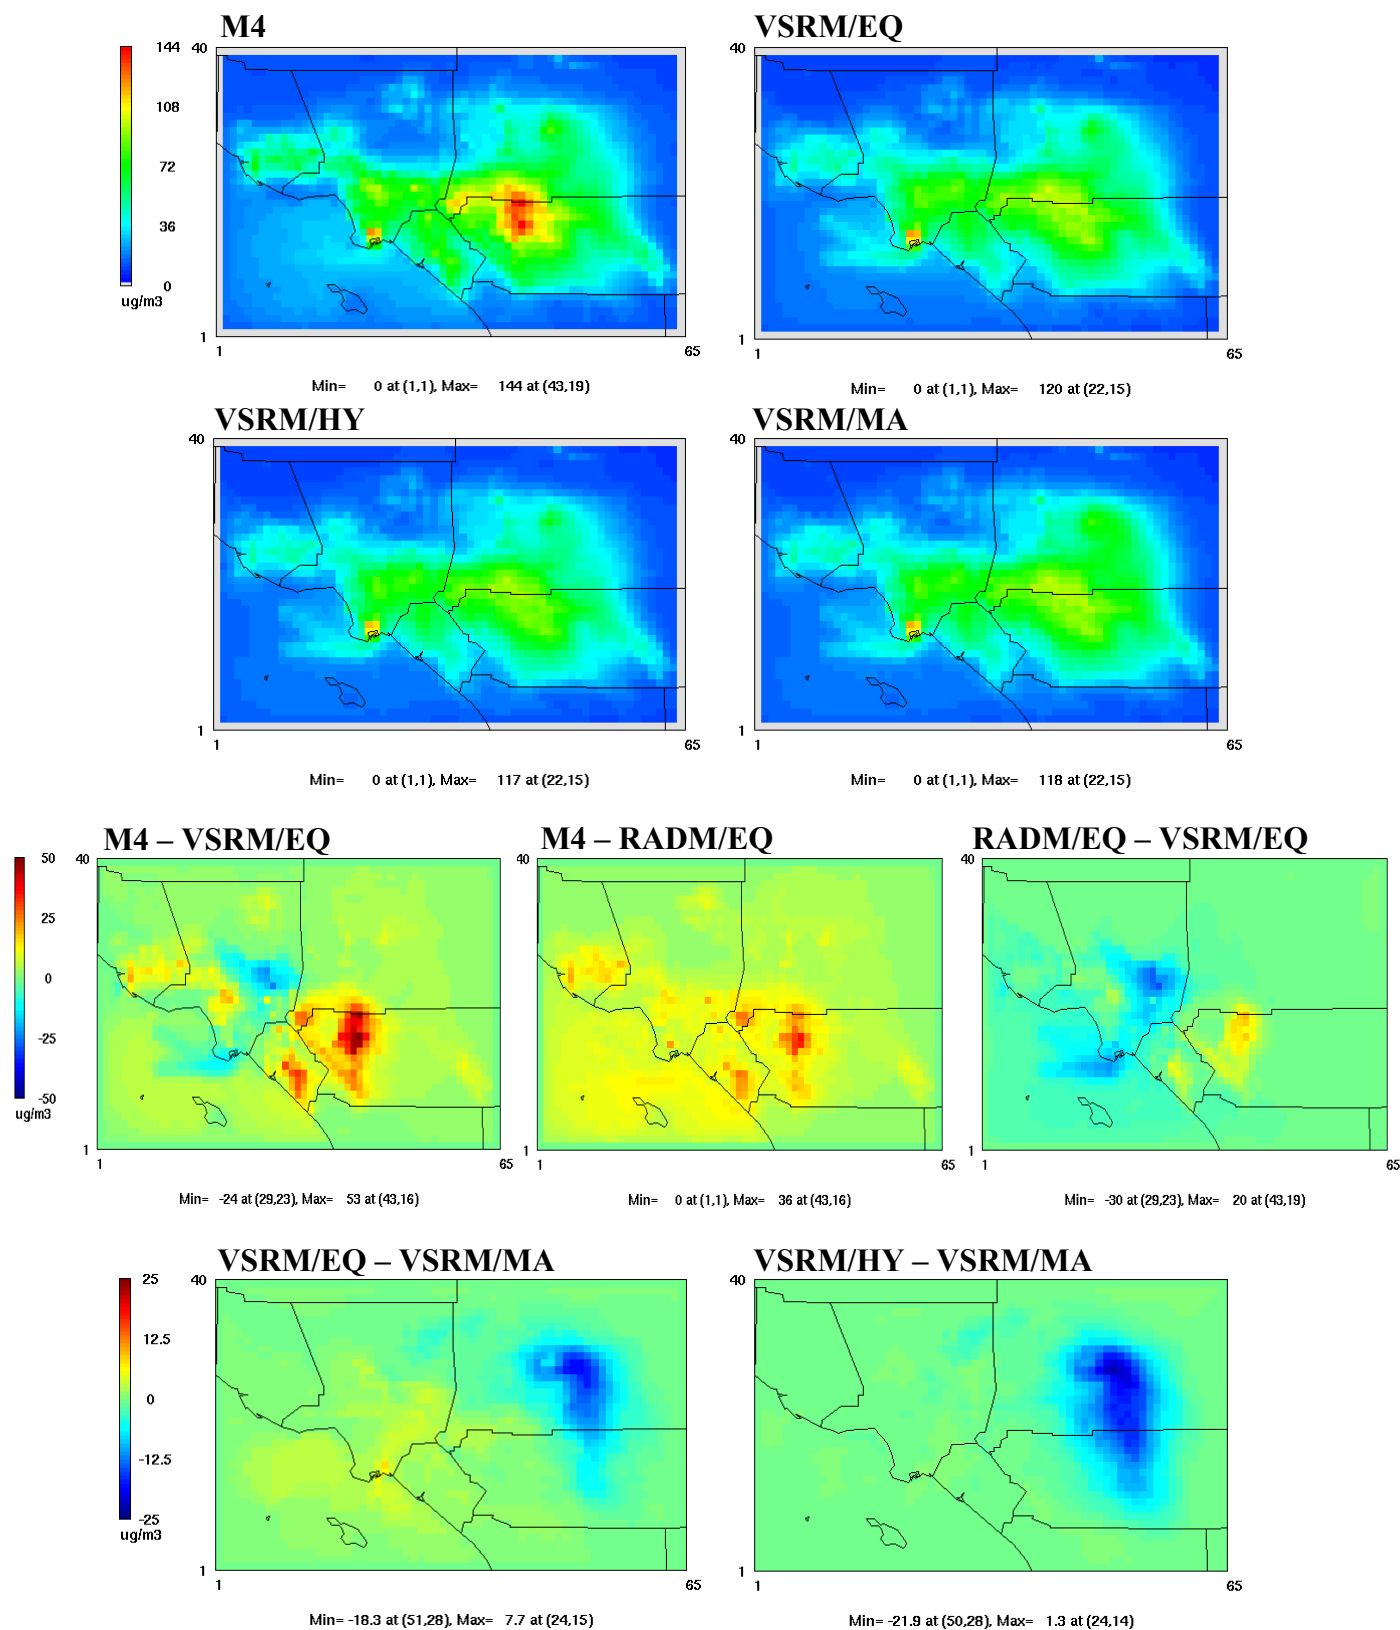 M4
VSRM/EQ
144
108
72
36
0
ug/m3
40
1
1
65
40
1
1
65
Min= 0 at (1,1), Max= 144 at (43,19)
Min= 0 at (1,1), Max= 120 at (22,15)
VSRM/HY
VSRM/MA
40
1
1
65
40
1
1
65
Min= 0 at (1,1), Max= 117 at (22,15)
Min= 0 at (1,1), Max= 118 at (22,15)
M4 – VSRM/EQ
M4 – RADM/EQ
RADM/EQ – VSRM/EQ
50
25
0
-25
-50
ug/m3
40
1
1
65
40
1
1
65
40
1
1
65
Min= -24 at (29,23), Max= 53 at (43,16)
Min= 0 at (1,1), Max= 36 at (43,16)
Min= -30 at (29,23), Max= 20 at (43,19)
VSRM/EQ – VSRM/MA
VSRM/HY – VSRM/MA
25
12.5
0
-12.5
-25
ug/m3
40
1
1
65
40
1
1
65
Min= -18.3 at (51,28), Max= 7.7 at (24,15)
Min= -21.9 at (50,28), Max= 1.3 at (24,14)